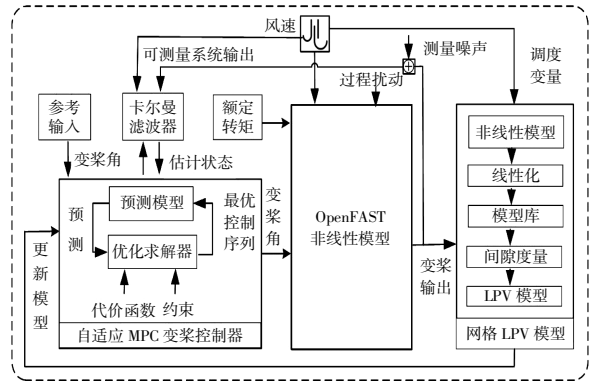 风速
可测量系统输出
测量噪声
调度
变量
过程扰动
参考
输入
卡尔曼
滤波器
额定
转矩
变桨角
估计状态
预测
预测模型
最优
控制
序列
优化求解器
代价函数
约束
自适应 MPC 变桨控制器
更新模型
变桨角
OpenFAST
非线性模型
变桨
输出
非线性模型
线性化
模型库
间隙度量
LPV 模型
网格 LPV 模型